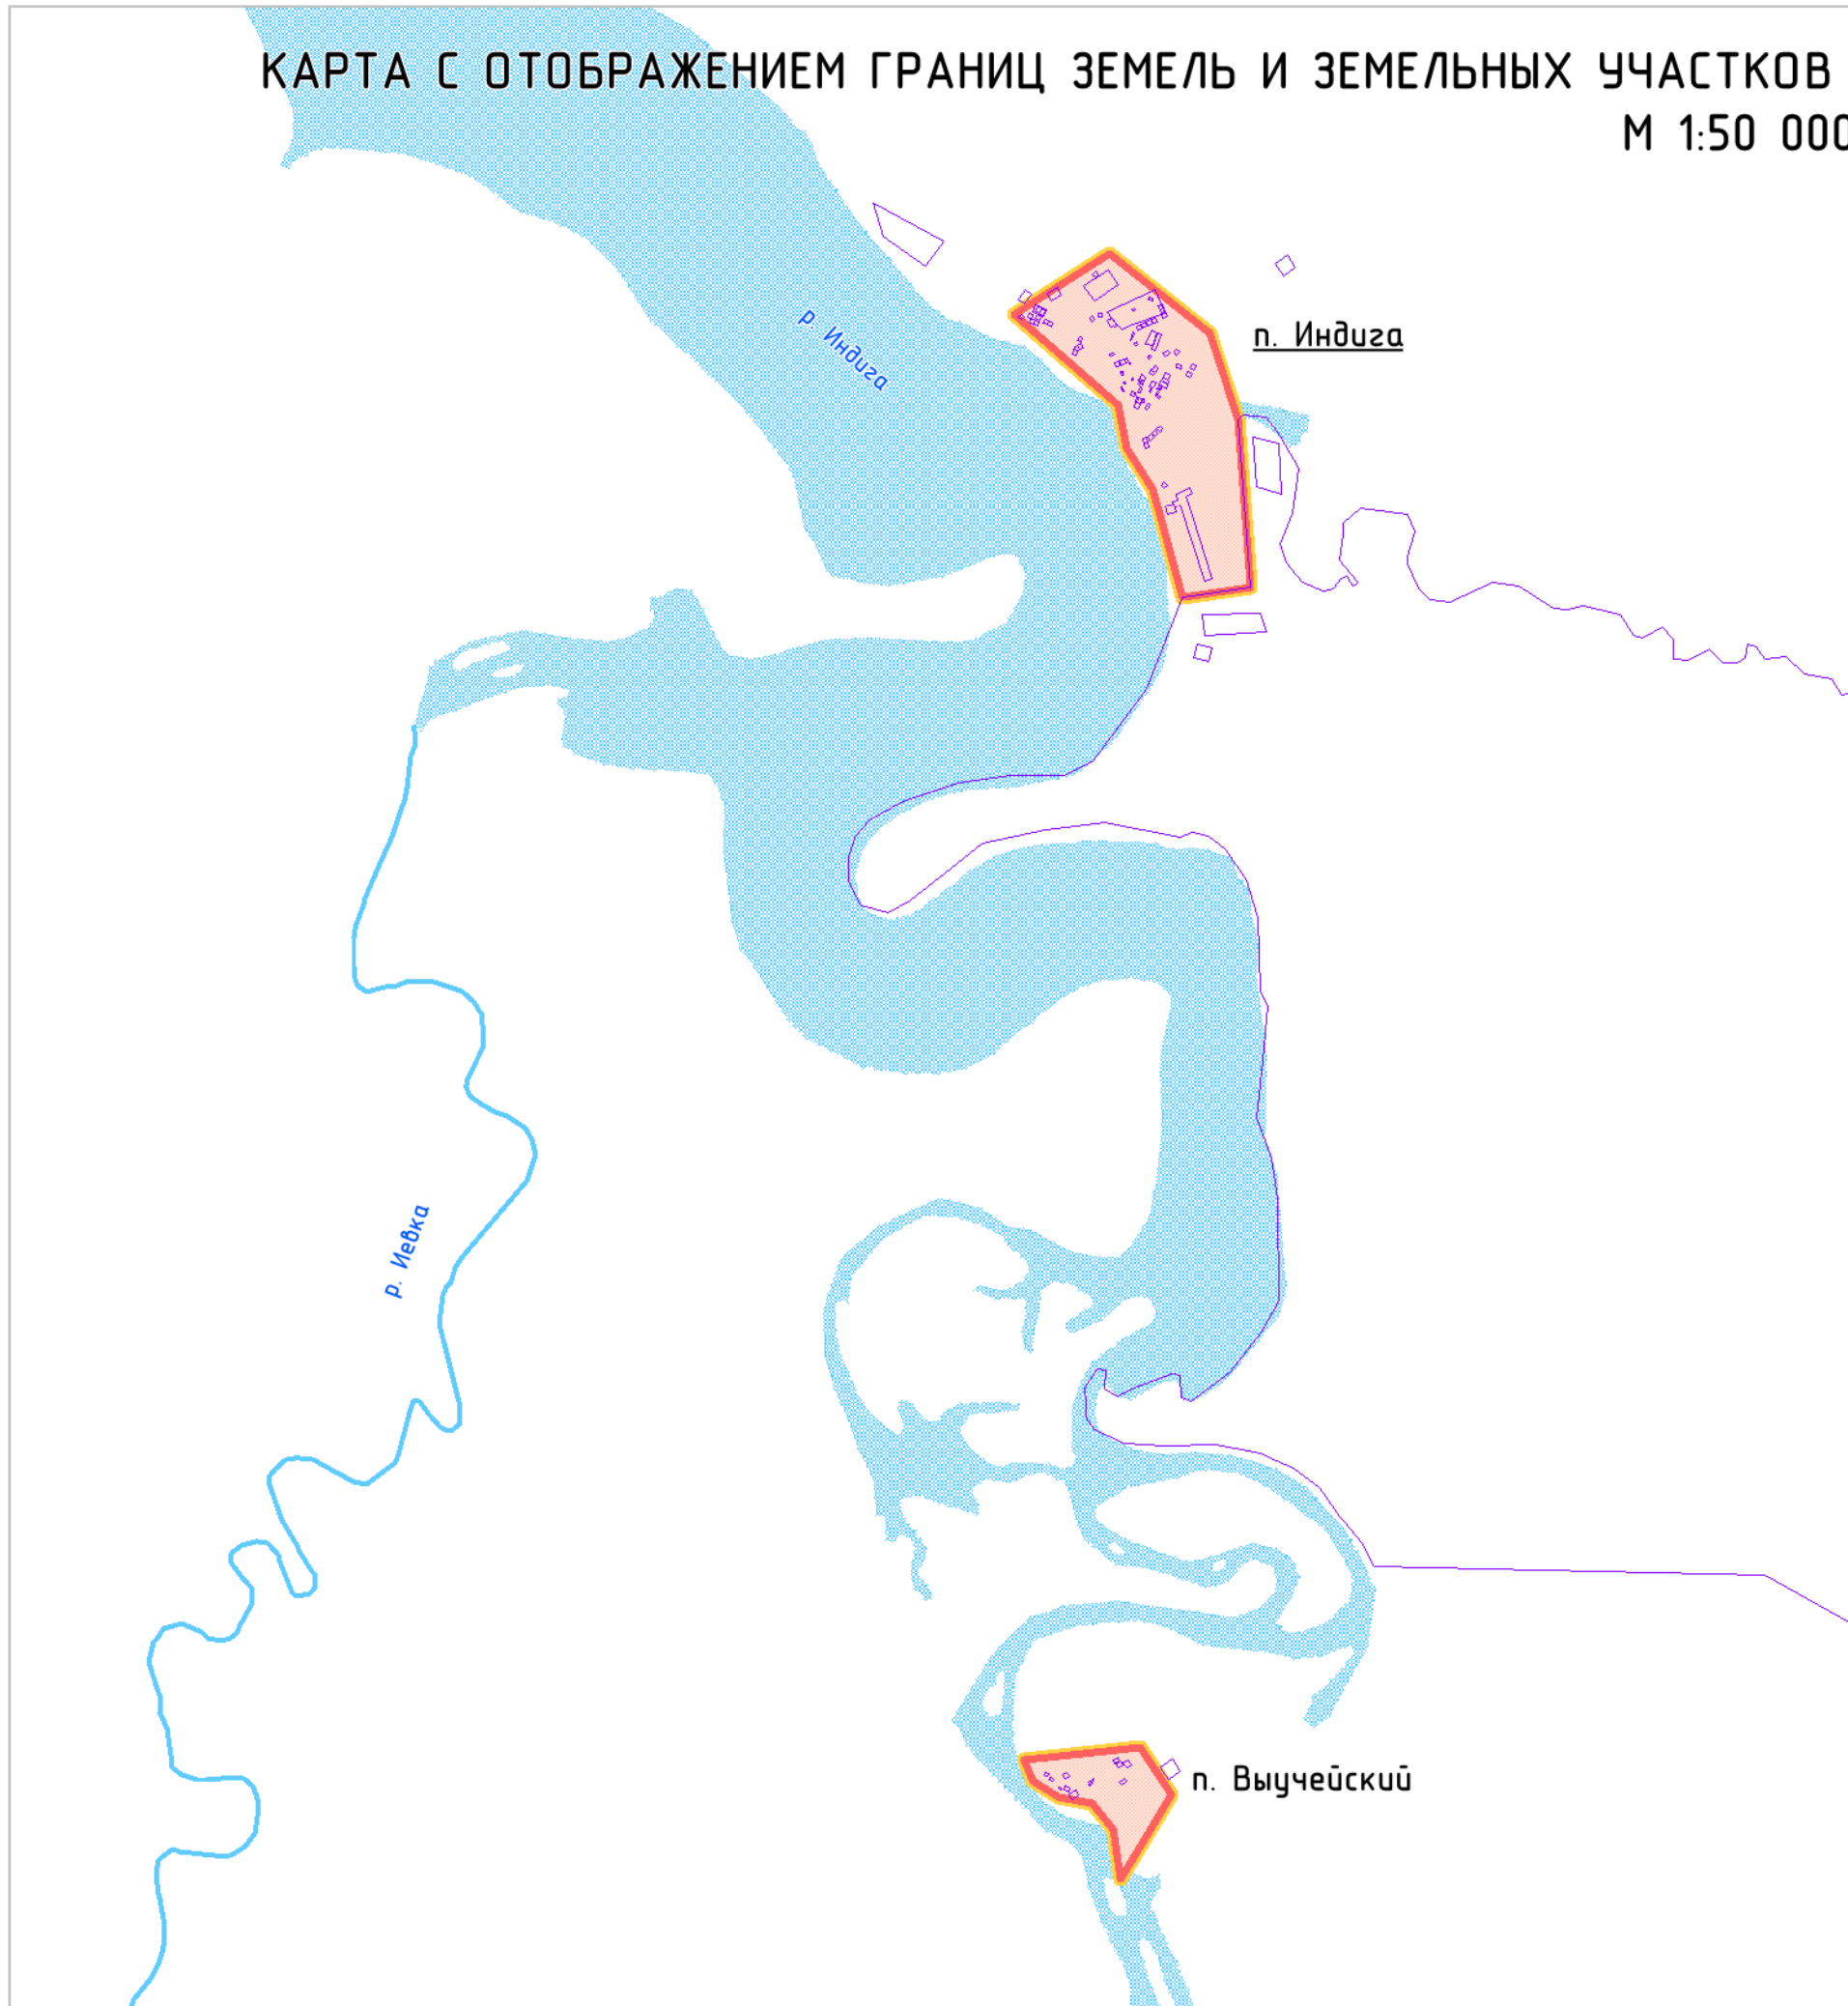 КАРТА С ОТОБРАЖЕНИЕМ ГРАНИЦ ЗЕМЕЛЬ И ЗЕМЕЛЬНЫХ УЧАСТКОВ
М 1:50 000
р. Индига
п. Индига
р. Иевка
п. Выучейский